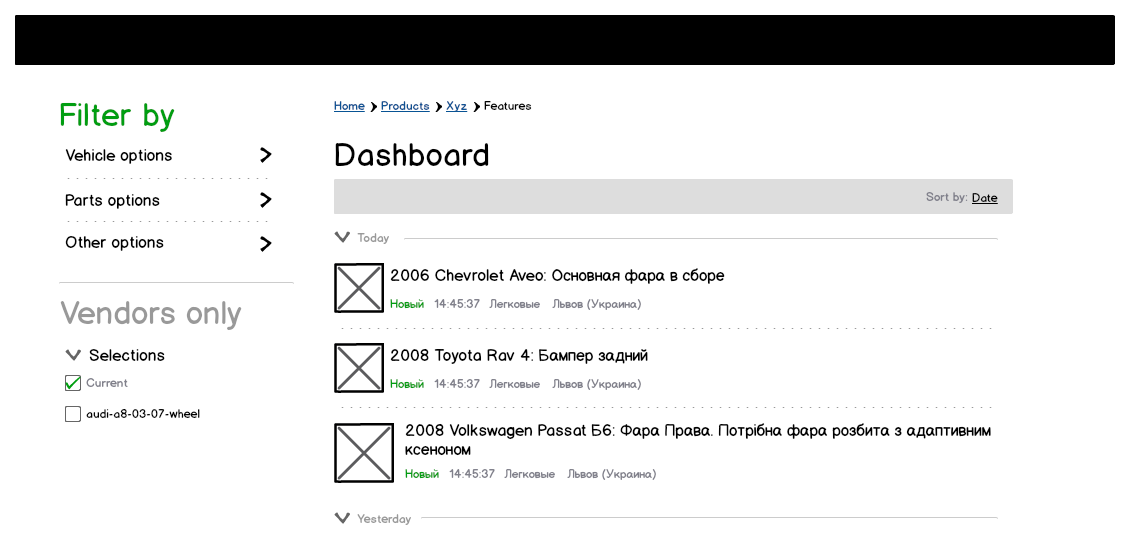 Filter by
Vehicle options
Parts options
Other options
Vendors only
Selections
Current
audi-a8-03-07-wheel
Home Products Xyz Features
Dashboard
Sort by: Date
Today
2006 Chevrolet Aveo: Основная фара в сборе
Новый 14:45:37 Легковые Львов (Украина)
2008 Toyota Rav 4: Бампер задний
Новый 14:45:37 Легковые Львов (Украина)
2008 Volkswagen Passat Б6: Фара Права. Потрібна фара розбита з адаптивним
ксеноном
Новый 14:45:37 Легковые Львов (Украина)
Yesterday